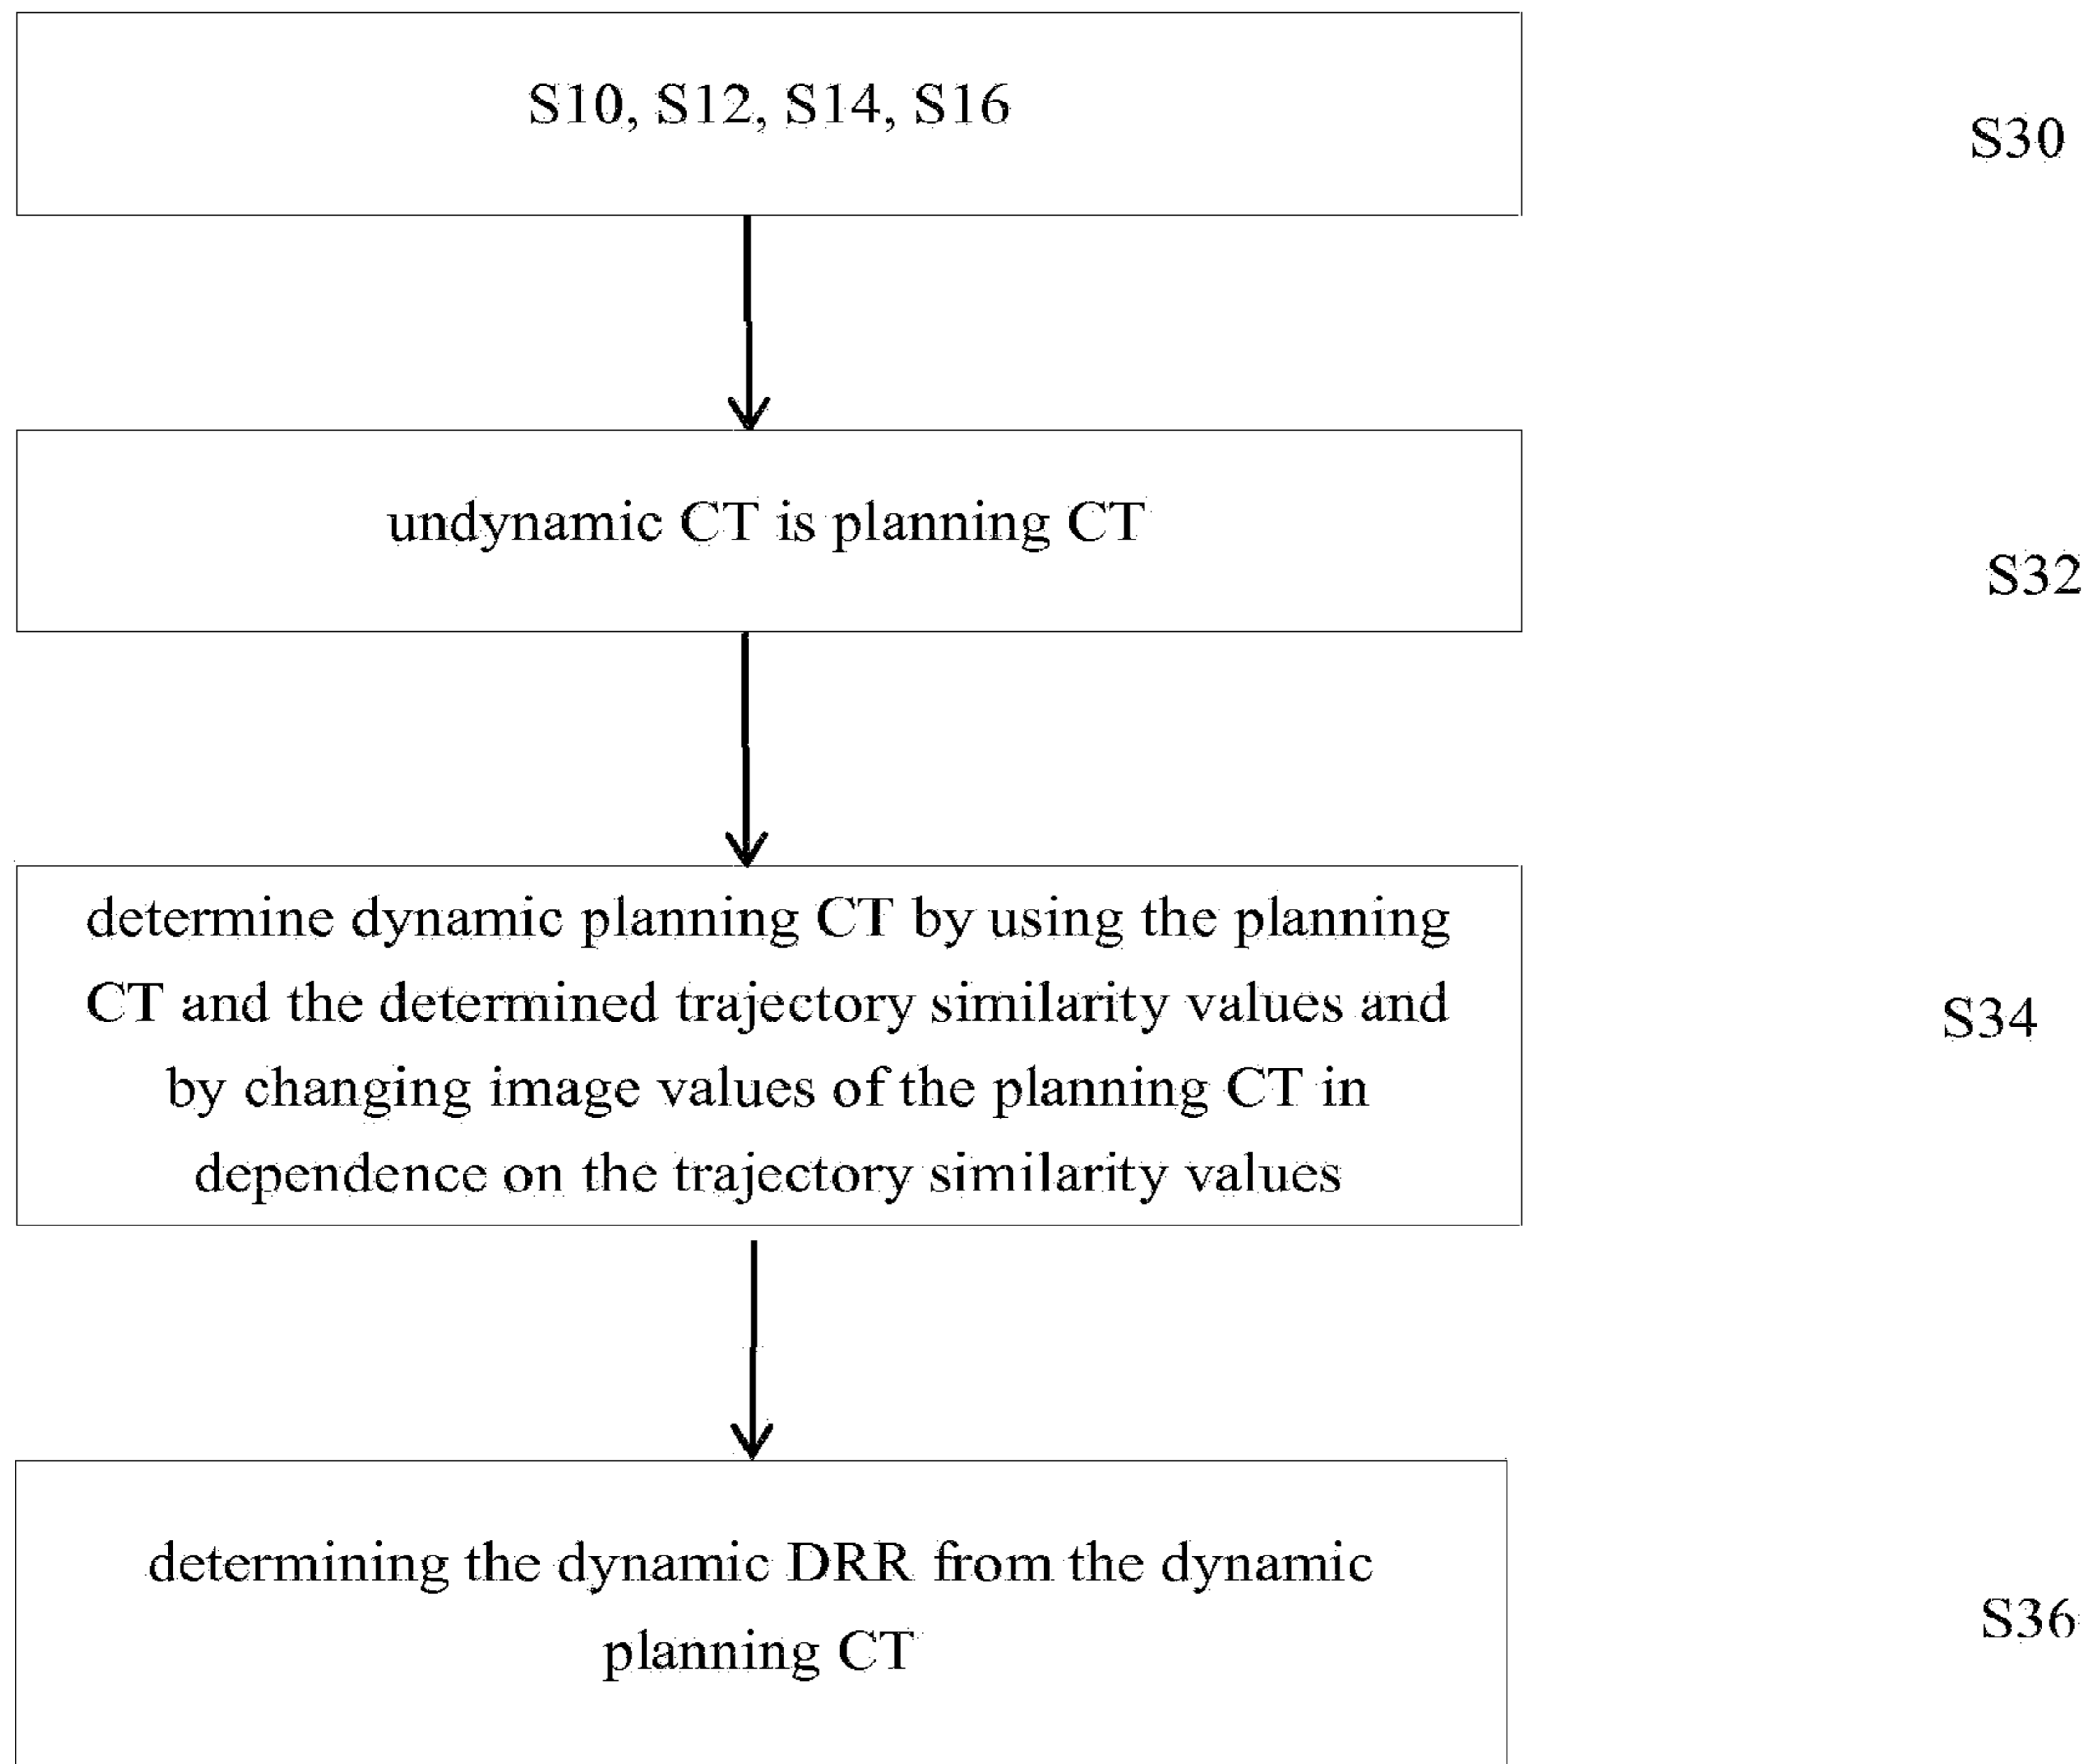 S10, S12, S14, S16
S30
undynamic CT is planning CT
S32
determine dynamic planning CT by using the planning
CT and the determined trajectory similarity values and
by changing image values of the planning CT in
dependence on the trajectory similarity values
S34
determining the dynamic DRR from the dynamic
planning CT
S36